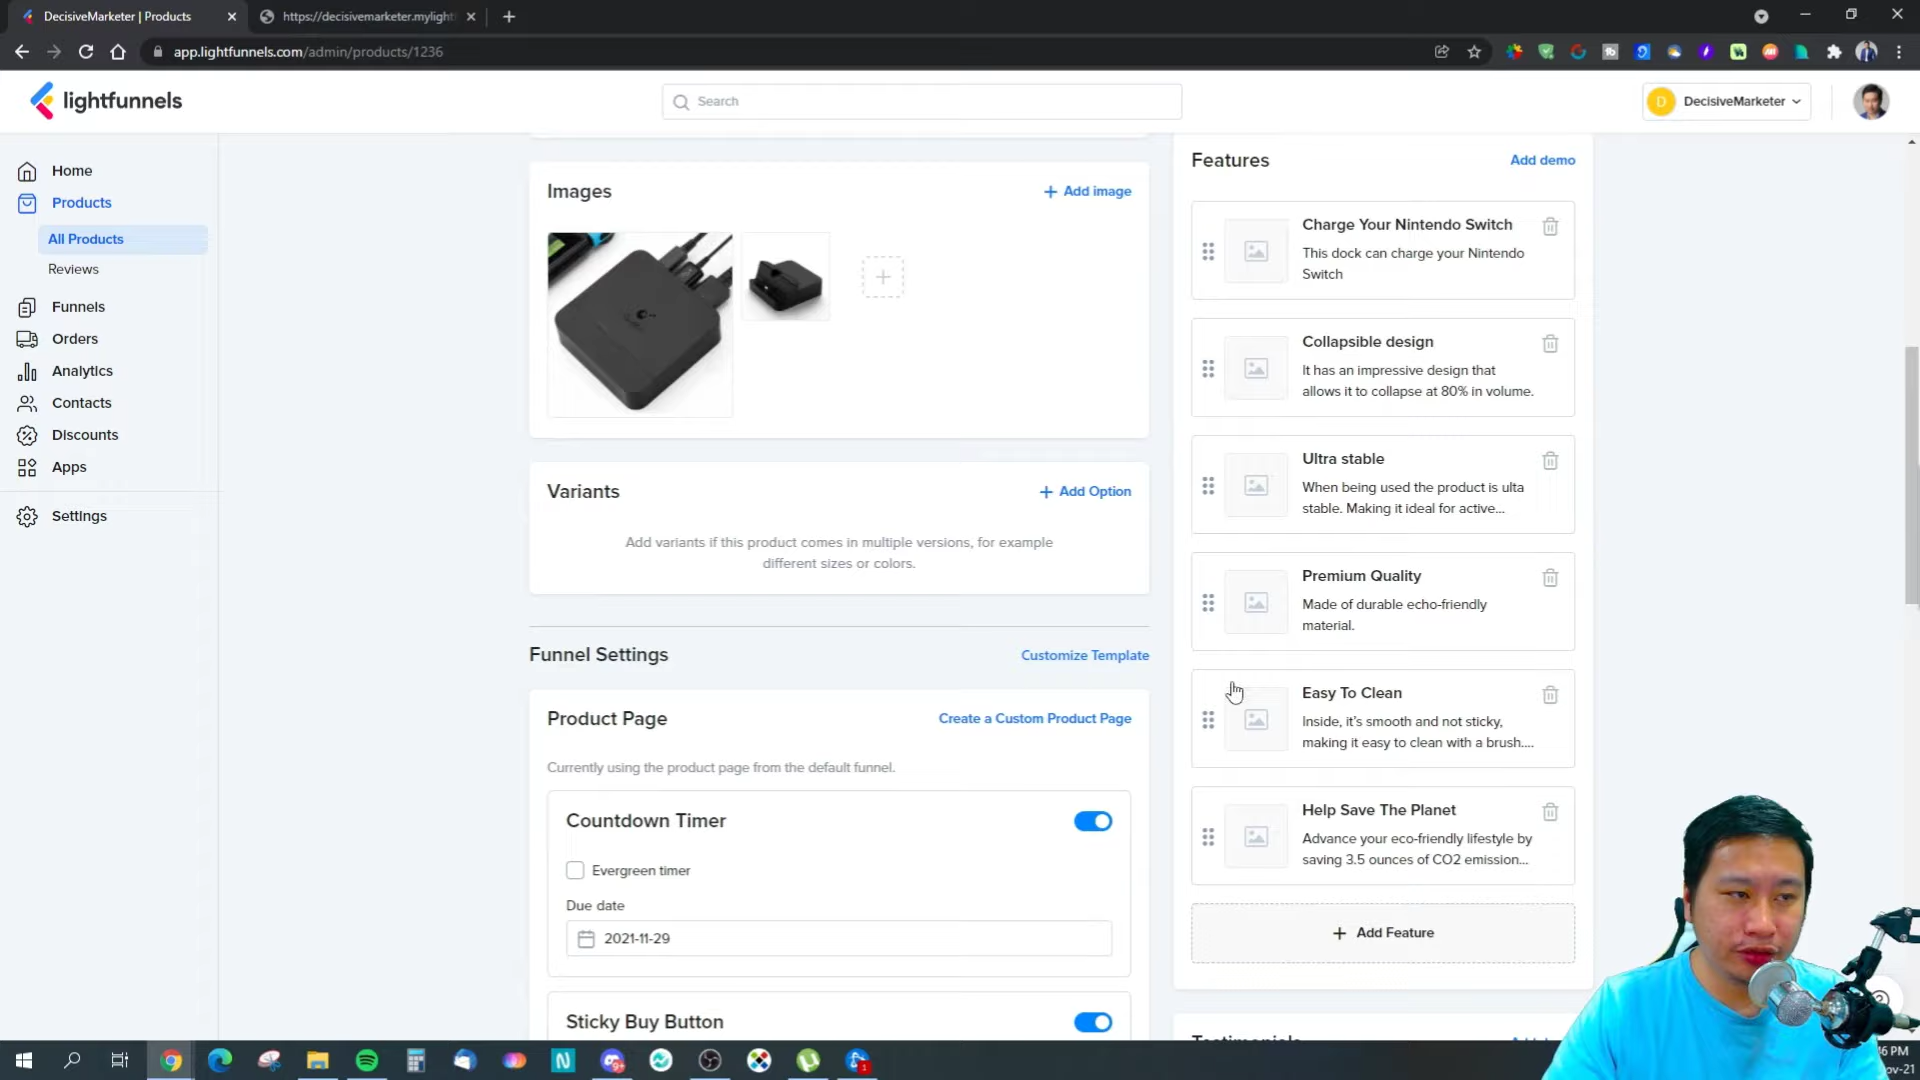 DecisiveMarketer | Products
https://decisivemarketer.mylight
app.lightfunnels.com/admin/products/1236
lightfunnels
Search
D
DecisiveMarketer
Home
Products
All Products
Reviews
Funnels
Orders
Analytics
Contacts
Discounts
Apps
Settings
Images
+ Add image
Variants
+ Add Option
Add variants if this product comes in multiple versions, for example
different sizes or colors.
Funnel Settings
Customize Template
Product Page
Create a Custom Product Page
Currently using the product page from the default funnel.
Countdown Timer
Evergreen timer
Due date
2021-11-29
Sticky Buy Button
Features
Add demo
Charge Your Nintendo Switch
This dock can charge your Nintendo
Switch
Collapsible design
It has an impressive design that
allows it to collapse at 80% in volume.
Ultra stable
When being used the product is ulta
stable. Making it ideal for active...
Premium Quality
Made of durable echo-friendly
material.
Easy To Clean
Inside, it's smooth and not sticky,
making it easy to clean with a brush....
Help Save The Planet
Advance your eco-friendly lifestyle by
saving 3.5 ounces of CO2 emission...
+ Add Feature